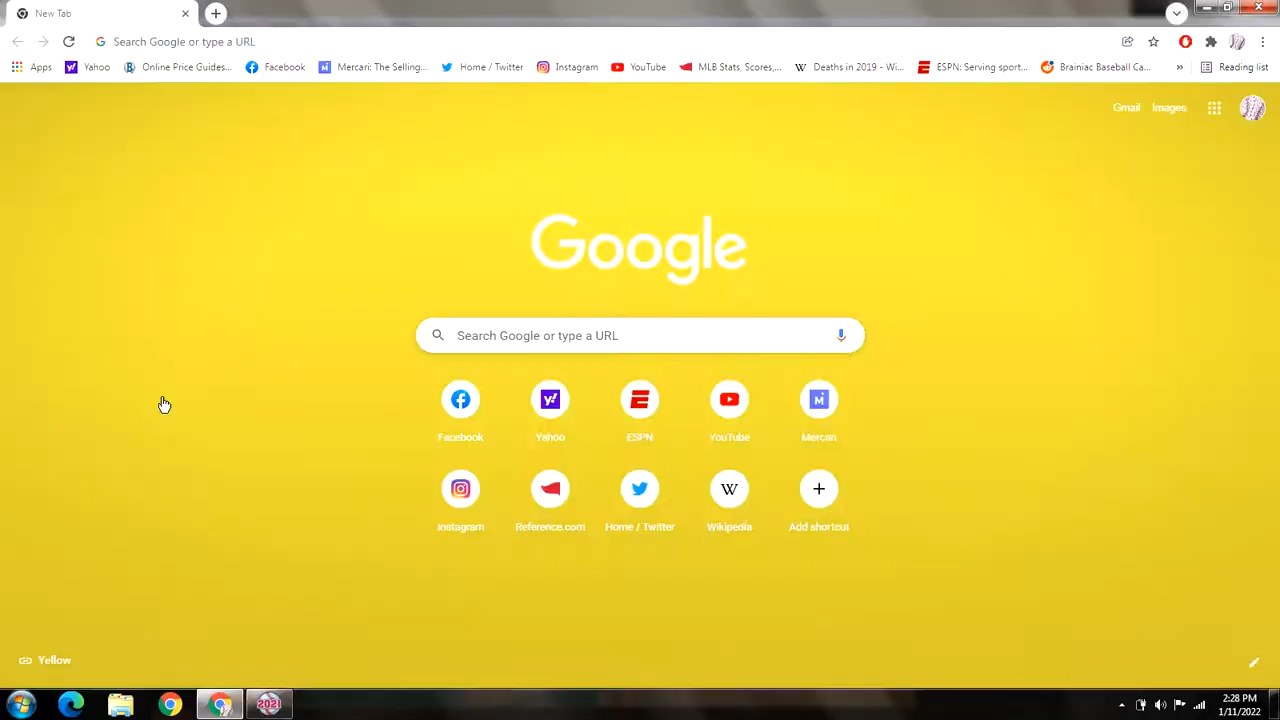 New Tab
Search Google or type a URL
Apps Yahoo Online Price Guides... Facebook Mercari: The Selling... Home / Twitter Instagram YouTube MLB Stats, Scores,... W Deaths in 2019 - Wi... ESPN: Serving sport... Brainiac Baseball Ca... » Reading list
Gmail Images
Google
Search Google or type a URL
Facebook Yahoo ESPN YouTube Mercari
Instagram Reference.com Home / Twitter Wikipedia Add shortcut
Yellow
2021
2:28 PM
1/11/2022